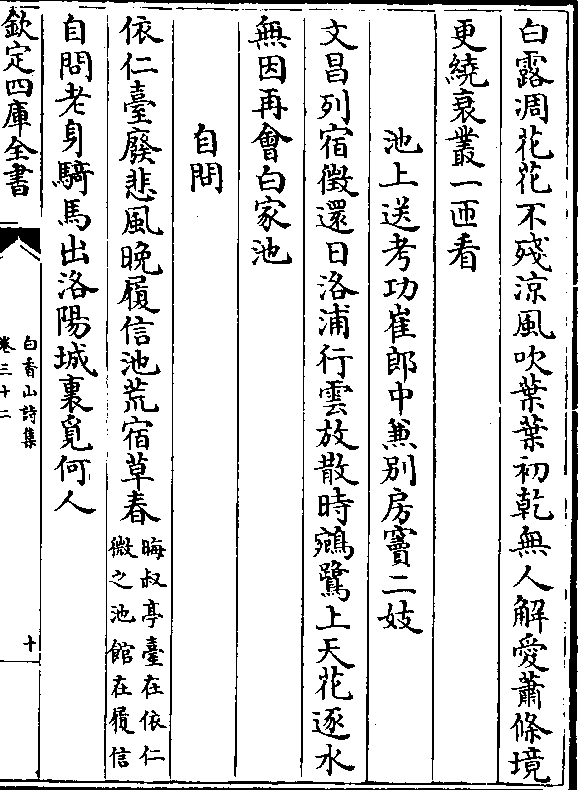 白露凋花花不殘涼風吹葉葉初乾無人解愛蕭條境
更繞衰叢一匝看
池上送考功崔郎中兼别房竇二妓
文昌列宿徵還日洛浦行雲放散時鵷鷺上天花逐水
無因再會白家池
自問
依仁臺廢悲風晚履信池荒宿草春
晦叔亭臺在依仁
微之池館在履信
自問老身騎馬出洛陽城裏覓何人
欽定四庫全書
白香山詩集
卷三十二
十